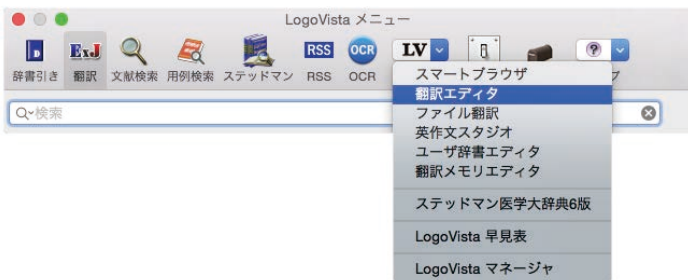 LogoVista メニュー
D ExJ RSS OCR LV ?
辞書引き 翻訳 文献検索 用例検索 ステッドマン RSS OCR プ
検索
スマートブラウザ
翻訳エディタ
ファイル翻訳
英作文スタジオ
ユーザ辞書エディタ
翻訳メモリエディタ
ステッドマン医学大辞典6版
LogoVista 早見表
LogoVista マネージャ